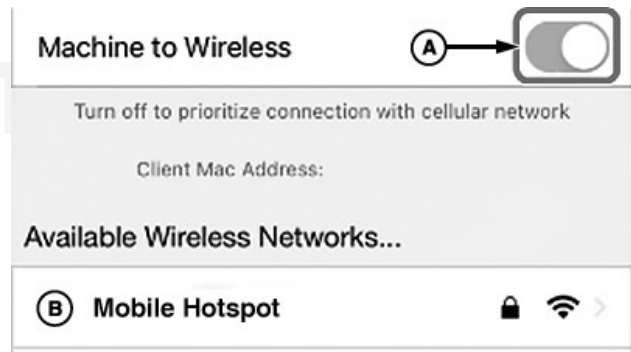 Machine to Wireless A
Turn off to prioritize connection with cellular network
Client Mac Address:
Available Wireless Networks...
B Mobile Hotspot